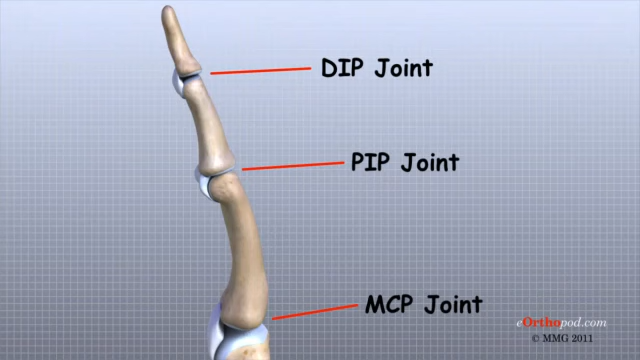 DIP Joint
PIP Joint
MCP Joint
eOrthopod.com
© MMG 2011